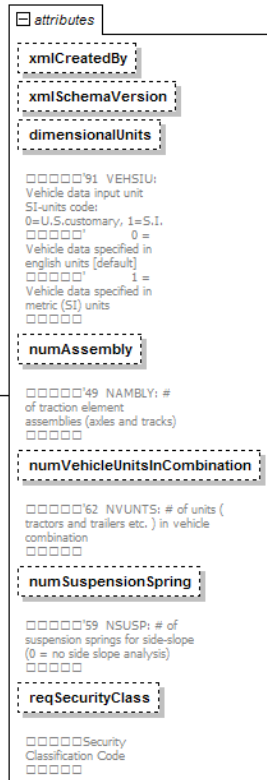 attributes
xmlCreatedBy
xmlSchemaVersion
dimensionalUnits
□□□□□'91 VEHSIU:
Vehicle data input unit
SI-units code:
0=U.S.customary, 1=S.I.
□□□□□' 0 =
Vehicle data specified in
english units [default]
□□□□□' 1 =
Vehicle data specified in
metric (SI) units
□□□□□
numAssembly
□□□□□'49 NAMBLY: #
of traction element
assemblies (axles and tracks)
□□□□□
numVehicleUnitsInCombination
□□□□□'62 NVUNTS: # of units (
tractors and trailers etc. ) in vehicle
combination
□□□□□
numSuspensionSpring
□□□□□'59 NSUSP: # of
suspension springs for side-slope
(0 = no side slope analysis)
□□□□□
reqSecurityClass
□□□□□Security
Classification Code
□□□□□